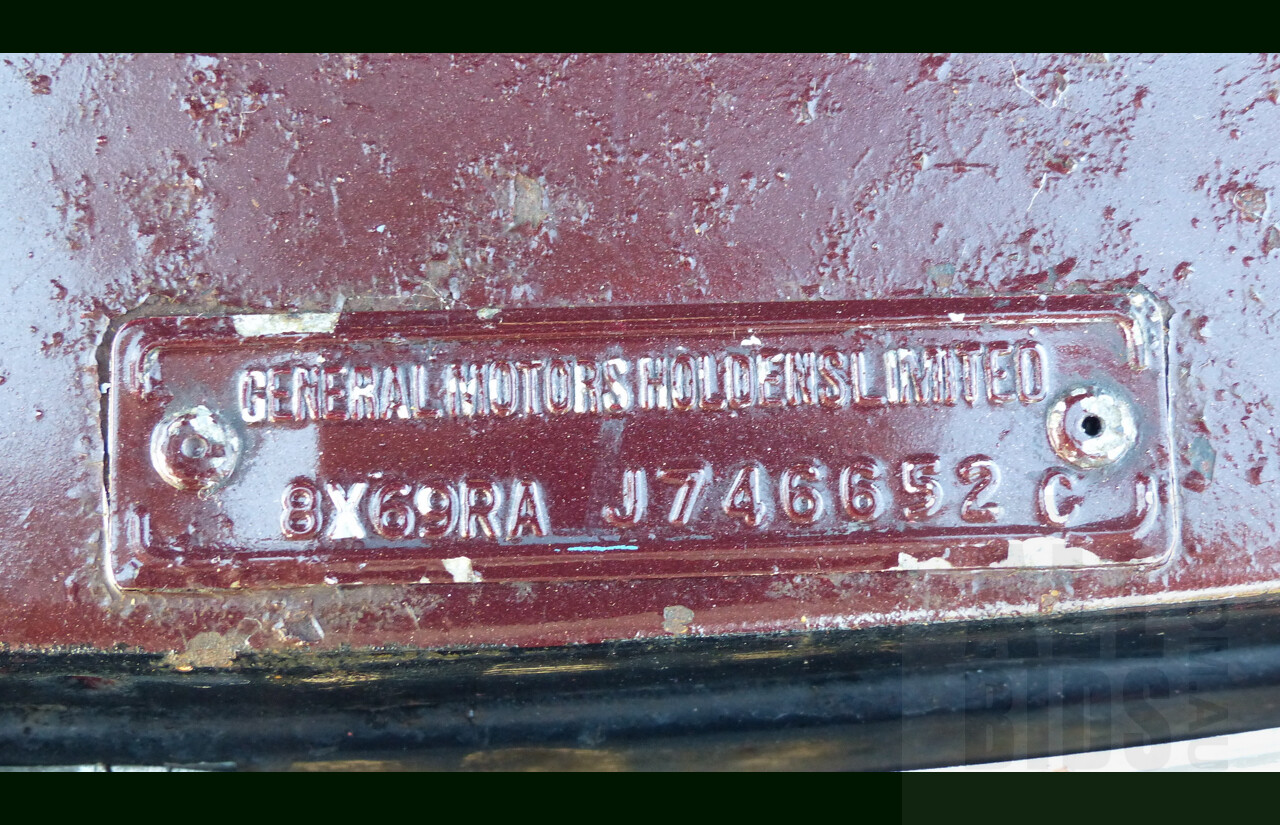 GENERAL MOTORS HOLDENS LIMITED
8X69RA J746652 C